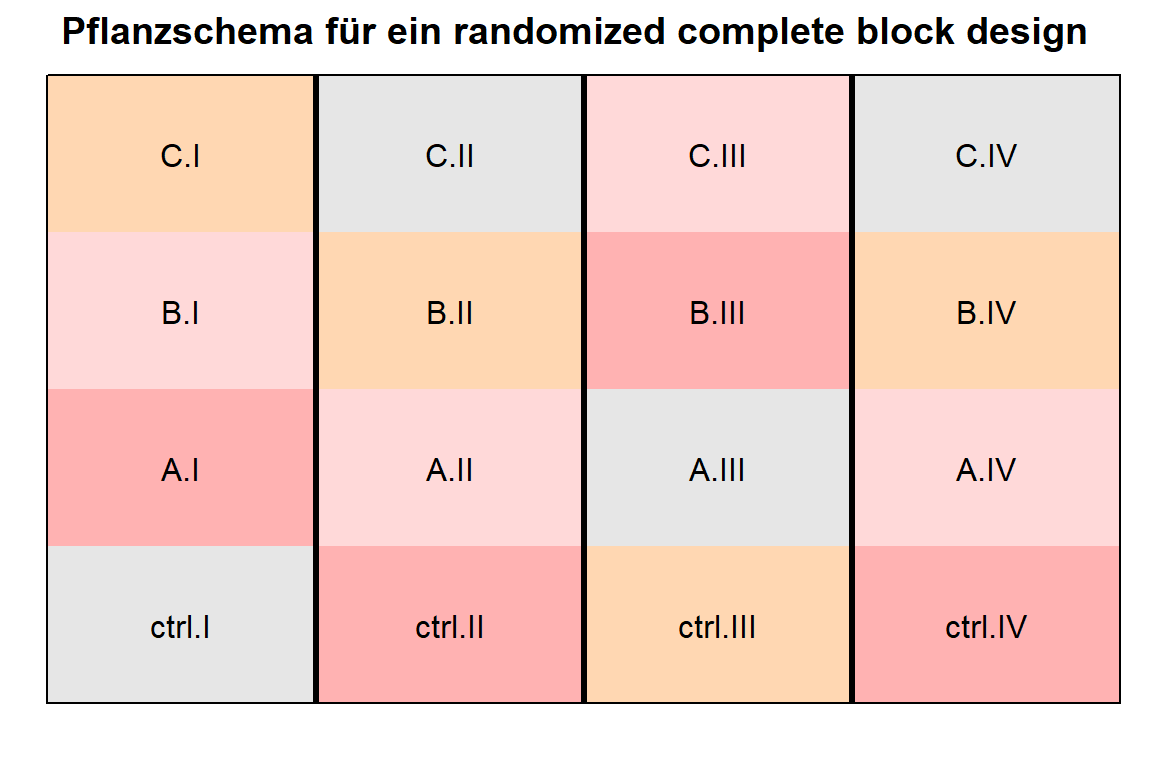 Pflanzschema für ein randomized complete block design
C.I C.II C.III C.IV
B.I B.II B.III B.IV
A.I A.II A.III A.IV
ctrl.I ctrl.II ctrl.III ctrl.IV